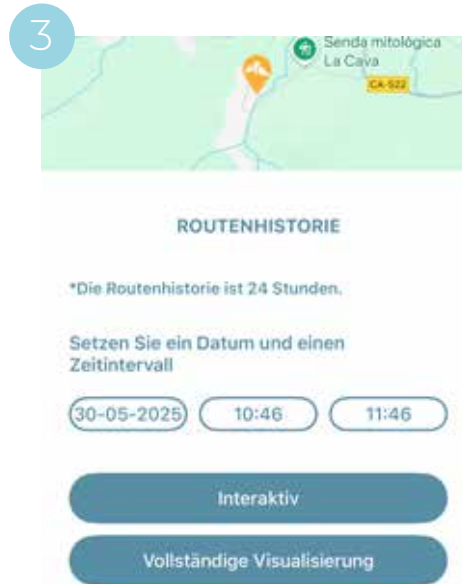 3
Senda mitológica
La Cava
CA-522
ROUTENHISTORIE
*Die Routenhistorie ist 24 Stunden.
Setzen Sie ein Datum und einen
Zeitintervall
30-05-2025 10:46 11:46
Interaktiv
Vollständige Visualisierung